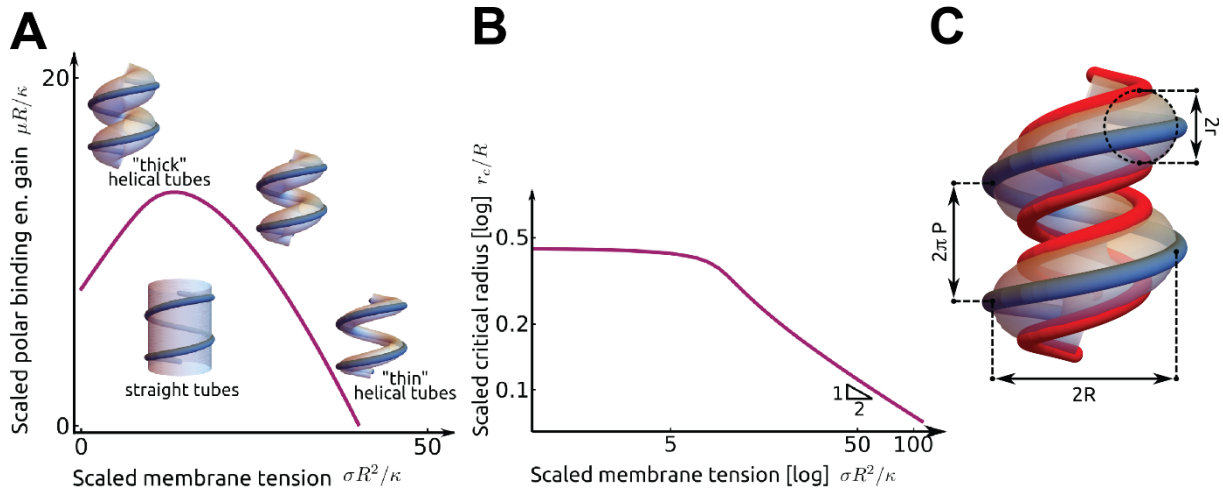 A
Scaled polar binding en. gain μR/κ
20
0
"thick"
helical tubes
straight tubes
"thin"
helical tubes
0
50
Scaled membrane tension σR²/κ
B
Scaled critical radius [log] r_c/R
0.5
0.2
0.1
1
2
5
50
100
Scaled membrane tension [log] σR²/κ
C
2r
2π P
2R